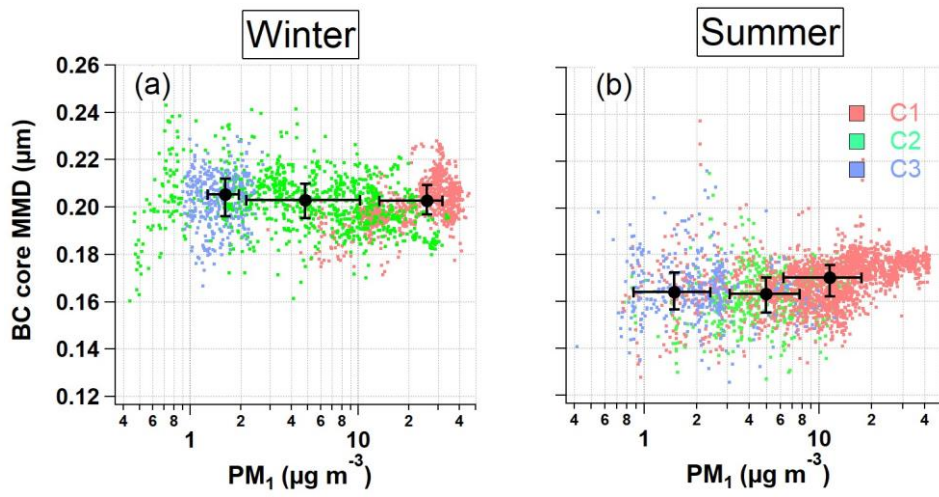 Winter
Summer
(a)
(b)
C1
C2
C3
BC core MMD (µm)
0.26
0.24
0.22
0.20
0.18
0.16
0.14
0.12
4 6 8 2 4 6 8 2 4
1 10
PM₁ (µg m⁻³)
4 6 8 2 4 6 8 2 4
1 10
PM₁ (µg m⁻³)